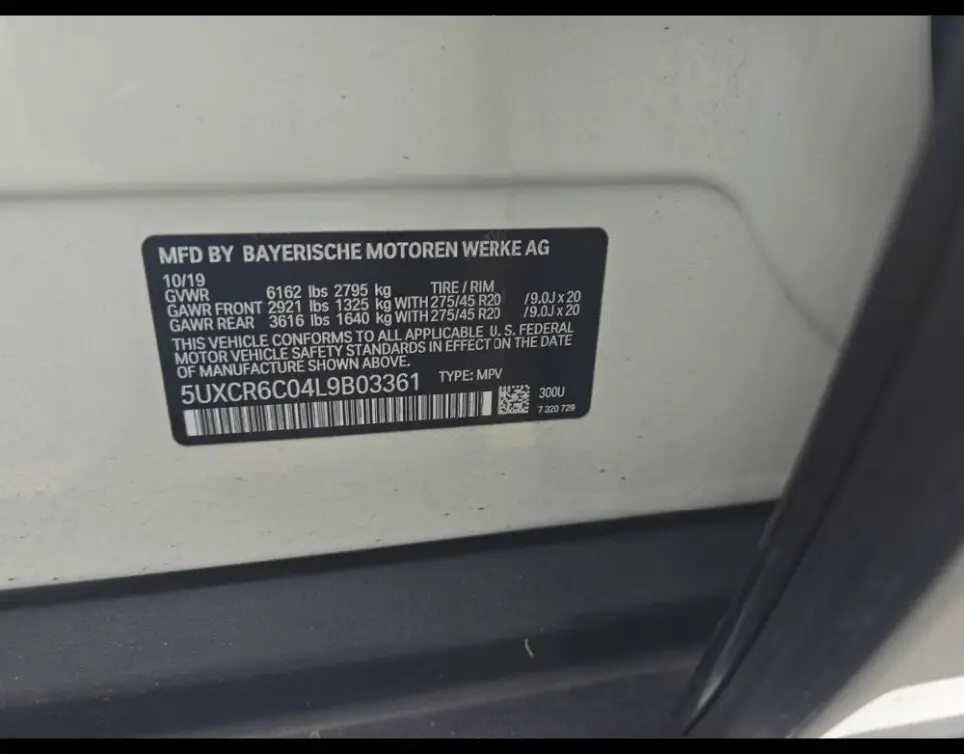 MFD BY BAYERISCHE MOTOREN WERKE AG
10/19 TIRE / RIM
GVWR 6162 lbs 2795 kg
GAWR FRONT 2921 lbs 1325 kg WITH 275/45 R20 /9.0J x 20
GAWR REAR 3616 lbs 1640 kg WITH 275/45 R20 /9.0J x 20
THIS VEHICLE CONFORMS TO ALL APPLICABLE U.S. FEDERAL
MOTOR VEHICLE SAFETY STANDARDS IN EFFECT ON THE DATE
OF MANUFACTURE SHOWN ABOVE.
5UXCR6C04L9B03361 TYPE: MPV
300U
7 320 729